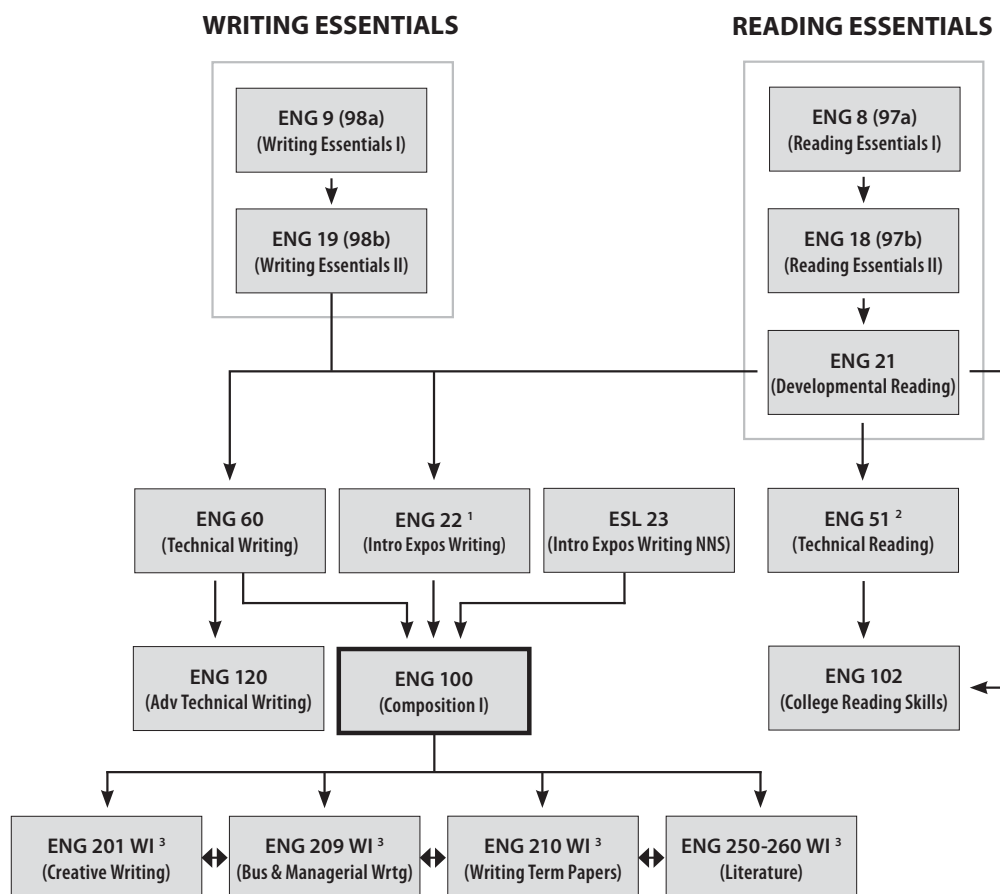 WRITING ESSENTIALS
READING ESSENTIALS
ENG 9 (98a)
(Writing Essentials I)
ENG 8 (97a)
(Reading Essentials I)
ENG 19 (98b)
(Writing Essentials II)
ENG 18 (97b)
(Reading Essentials II)
ENG 21
(Developmental Reading)
ENG 60
(Technical Writing)
ENG 22 ¹
(Intro Expos Writing)
ESL 23
(Intro Expos Writing NNS)
ENG 51 ²
(Technical Reading)
ENG 120
(Adv Technical Writing)
ENG 100
(Composition I)
ENG 102
(College Reading Skills)
ENG 201 WI ³
(Creative Writing)
ENG 209 WI ³
(Bus & Managerial Wrtg)
ENG 210 WI ³
(Writing Term Papers)
ENG 250-260 WI ³
(Literature)